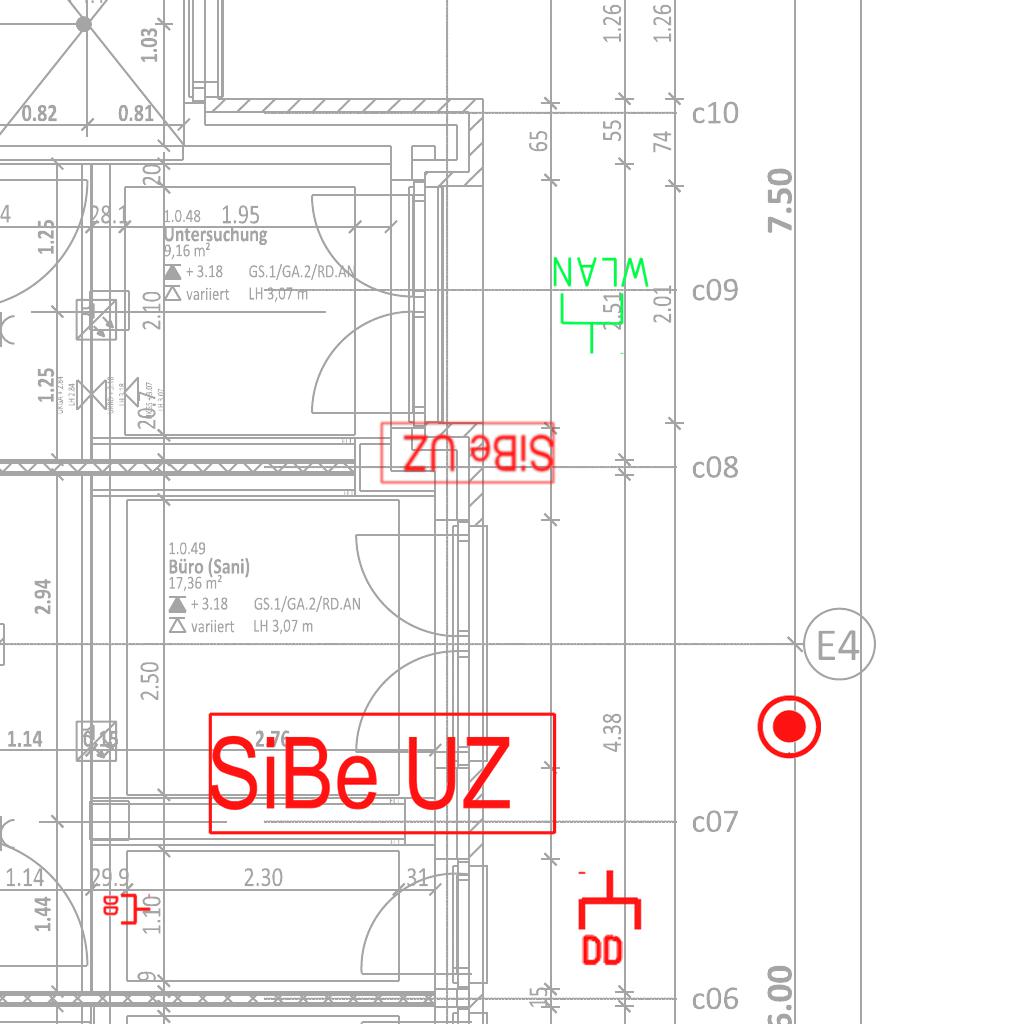 1.03
1.26
1.26
0.82
0.81
c10
65
55
74
20
7.50
4
28.1
1.95
1.25
1.0.48
Untersuchung
9,16 m²
+ 3.18 GS.1/GA.2/RD.AN
variiert LH 3,07 m
WLAN
2.51
2.01
c09
2.10
1.25
20
SiBe UZ
c08
1.0.49
Büro (Sani)
17,36 m²
+ 3.18 GS.1/GA.2/RD.AN
variiert LH 3,07 m
2.94
E4
2.50
4.38
1.14
2.76
SiBe UZ
c07
1.14
29.9
2.30
31
1.44
DD
1.10
DD
9
15
c06
6.00